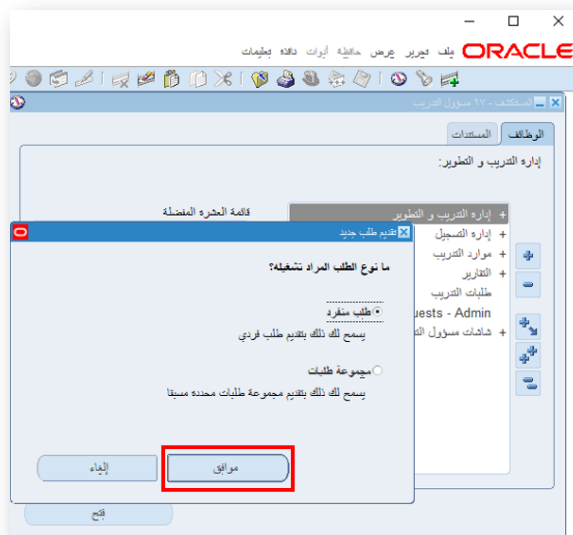 ORACLE
ملف تحرير عرض حافظة أدوات نافذة تعليمات
المستكشف - ١٧ مسؤول التدريب
الوظائف المستندات
إدارة التدريب و التطوير:
+ إدارة التدريب و التطوير
قائمة العشرة المفضلة
+ إدارة التسجيل
+ موارد التدريب
+ التقارير
طلبات التدريب
uests - Admin
+ شاشات مسؤول الت
تقديم طلب جديد
ما نوع الطلب المراد تشغيله؟
طلب منفرد
يسمح لك ذلك بتقديم طلب فردي
مجموعة طلبات
يسمح لك ذلك بتقديم مجموعة طلبات محددة مسبقا
موافق
إلغاء
فتح